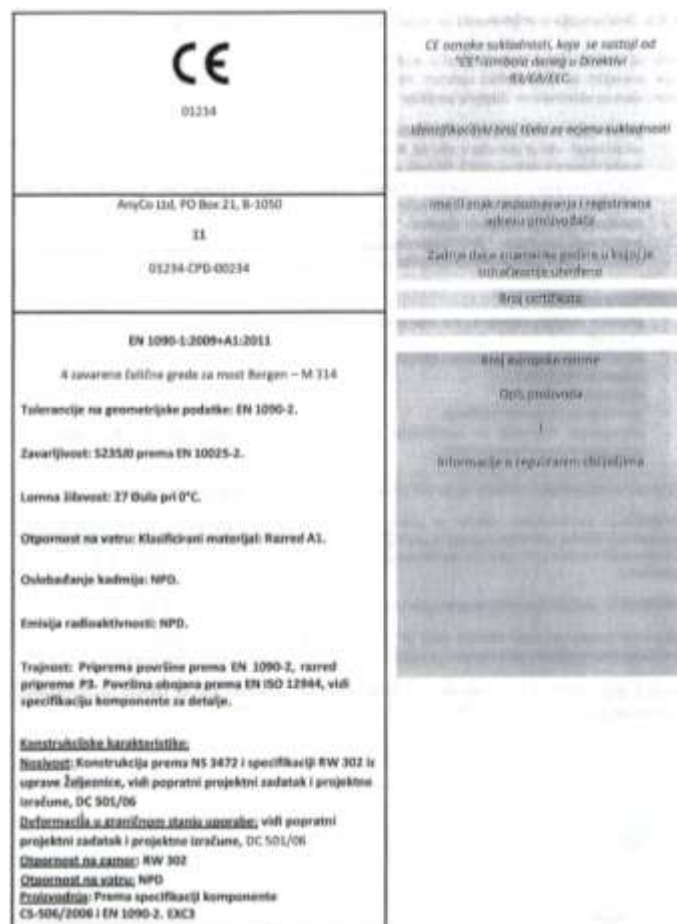 CE
01234
AnyCo Ltd, PO Box 21, B-1050
11
01234-CPD-00234
EN 1090-1:2009+A1:2011
4 zavarene čelične grede za most Bergen – M 314
Tolerancije na geometrijske podatke: EN 1090-2.
Zavarljivost: S235J0 prema EN 10025-2.
Lomna žilavost: 27 Đula pri 0°C.
Otpornost na vatru: Klasificirani materijal: Razred A1.
Oslobađanje kadmija: NPD.
Emisija radioaktivnosti: NPD.
Trajnost: Priprema površine prema EN 1090-2, razred
pripreme P3. Površina obojana prema EN ISO 12944, vidi
specifikaciju komponente za detalje.
Konstrukcijske karakteristike:
Nosivost: Konstrukcija prema NS 3472 i specifikaciji RW 302 iz
uprave Željeznice, vidi popratni projektni zadatak i projektne
izračune, DC 501/06
Deformacija u graničnom stanju uporabe: vidi popratni
projektni zadatak i projektne izračune, DC 501/06
Otpornost na zamor: RW 302
Otpornost na vatru: NPD
Proizvodnja: Prema specifikaciji komponente
CS-506/2006 i EN 1090-2. EXC3
CE oznaka sukladnosti, koje se sastoji od
"CE"-simbola danog u Direktivi
93/68/EEC
Identifikacijski broj tijela za ocjenu sukladnosti
ime ili znak raspoznavanja i registrirana
adresa proizvođača
Zadnje dvije znamenke godine u kojoj je
označavanje utvrđeno
Broj certifikata
Broj europske norme
Opis proizvoda
i
Informacije o reguliranim obilježjima